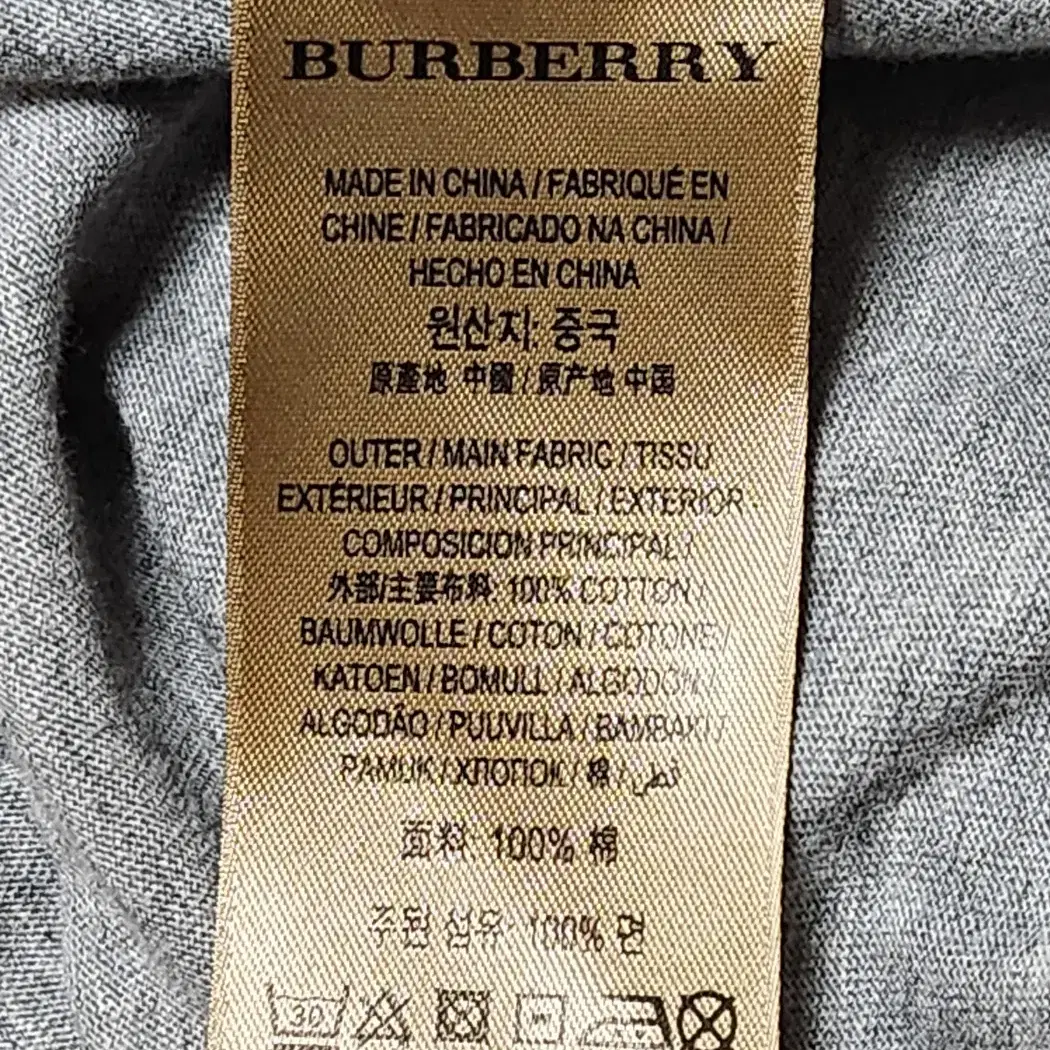 BURBERRY
MADE IN CHINA / FABRIQUÉ EN
CHINE / FABRICADO NA CHINA /
HECHO EN CHINA
원산지: 중국
原產地 中國 / 原产地 中国
OUTER / MAIN FABRIC / TISSU
EXTÉRIEUR / PRINCIPAL / EXTERIOR -
COMPOSICION PRINCIPAL /
外部/主要布料: 100% COTTON /
BAUMWOLLE / COTON / COTONE /
KATOEN / BOMULL / ALGODON /
ALGODÃO / PUUVILLA / BAMBAKI /
PAMUK / ХЛОПОК / 棉 / قطن
面料: 100% 棉
주된 섬유: 100% 면
30